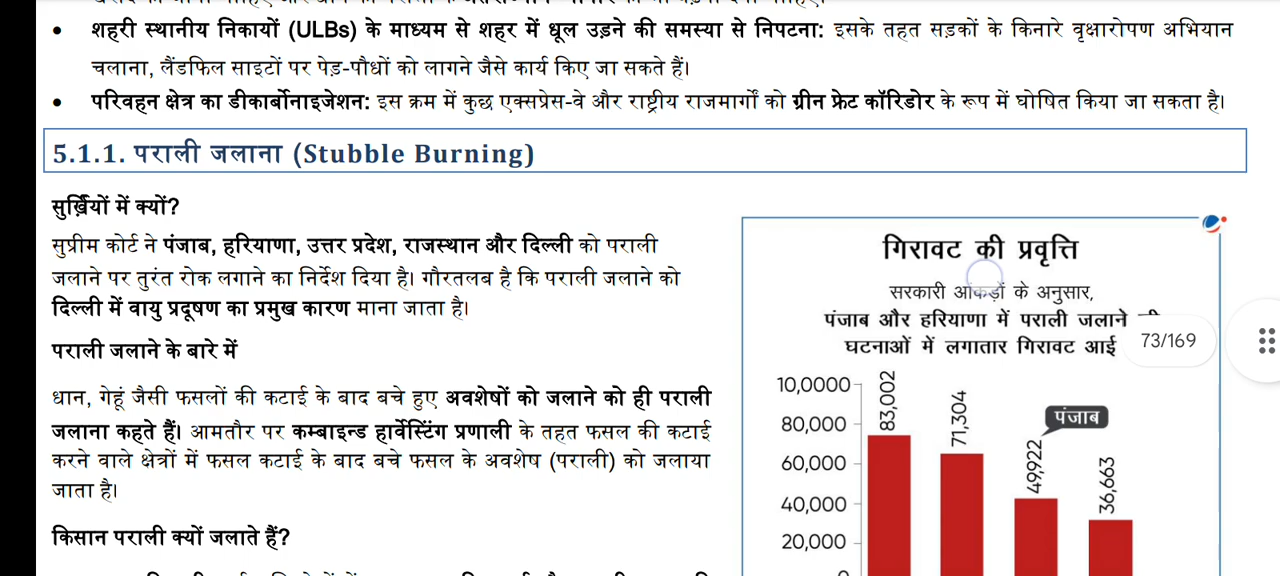 शहरी स्थानीय निकायों (ULBs) के माध्यम से शहर में धूल उड़ने की समस्या से निपटना: इसके तहत सड़कों के किनारे वृक्षारोपण अभियान
चलाना, लैंडफिल साइटों पर पेड़-पौधों को लागने जैसे कार्य किए जा सकते हैं।
परिवहन क्षेत्र का डीकार्बोनाइजेशन: इस क्रम में कुछ एक्सप्रेस-वे और राष्ट्रीय राजमार्गों को ग्रीन फ्रेट कॉरिडोर के रूप में घोषित किया जा सकता है।
5.1.1. पराली जलाना (Stubble Burning)
सुर्ख़ियों में क्यों?
सुप्रीम कोर्ट ने पंजाब, हरियाणा, उत्तर प्रदेश, राजस्थान और दिल्ली को पराली
जलाने पर तुरंत रोक लगाने का निर्देश दिया है। गौरतलब है कि पराली जलाने को
दिल्ली में वायु प्रदूषण का प्रमुख कारण माना जाता है।
पराली जलाने के बारे में
धान, गेहूं जैसी फसलों की कटाई के बाद बचे हुए अवशेषों को जलाने को ही पराली
जलाना कहते हैं। आमतौर पर कम्बाइन्ड हार्वेस्टिंग प्रणाली के तहत फसल की कटाई
करने वाले क्षेत्रों में फसल कटाई के बाद बचे फसल के अवशेष (पराली) को जलाया
जाता है।
किसान पराली क्यों जलाते हैं?
गिरावट की प्रवृत्ति
सरकारी आंकड़ों के अनुसार,
पंजाब और हरियाणा में पराली जलाने
घटनाओं में लगातार गिरावट आई
73/169
10,0000
80,000
60,000
40,000
20,000
0
83,002
71,304
49,922
36,663
पंजाब